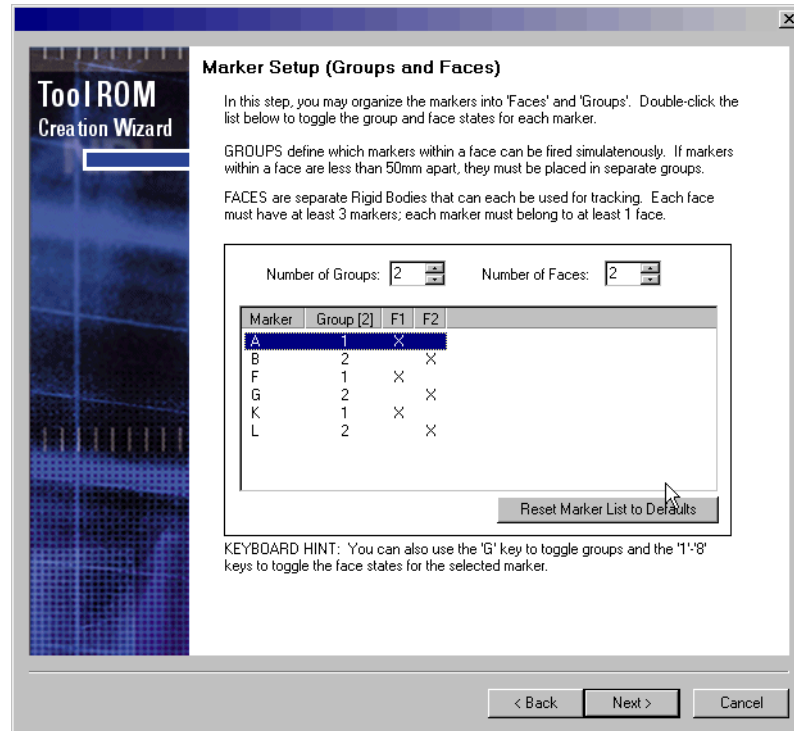 Tool ROM
Creation Wizard
Marker Setup (Groups and Faces)
In this step, you may organize the markers into 'Faces' and 'Groups'. Double-click the
list below to toggle the group and face states for each marker.
GROUPS define which markers within a face can be fired simulatenously. If markers
within a face are less than 50mm apart, they must be placed in separate groups.
FACES are separate Rigid Bodies that can each be used for tracking. Each face
must have at least 3 markers; each marker must belong to at least 1 face.
Number of Groups: 2 Number of Faces: 2
Marker Group [2] F1 F2
A 1 X
B 2 X
F 1 X
G 2 X
K 1 X
L 2 X
Reset Marker List to Defaults
KEYBOARD HINT: You can also use the 'G' key to toggle groups and the '1'-'8'
keys to toggle the face states for the selected marker.
< Back Next > Cancel